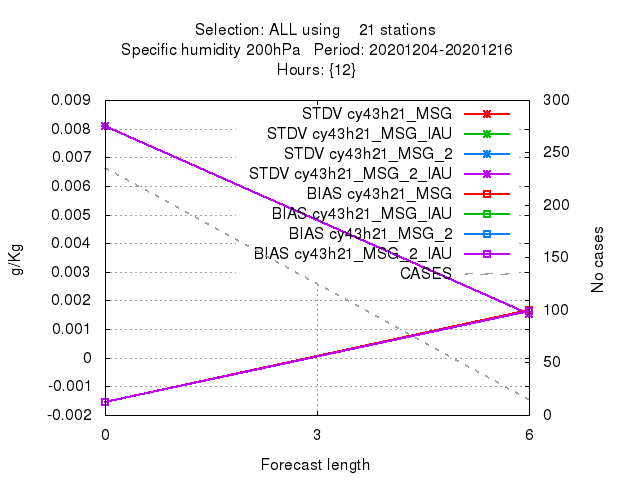 Selection: ALL using 21 stations
Specific humidity 200hPa Period: 20201204-20201216
Hours: {12}
0.009
0.008
0.007
0.006
0.005
0.004
0.003
0.002
0.001
0
-0.001
-0.002
g/Kg
STDV cy43h21_MSG
STDV cy43h21_MSG_IAU
STDV cy43h21_MSG_2
STDV cy43h21_MSG_2_IAU
BIAS cy43h21_MSG
BIAS cy43h21_MSG_IAU
BIAS cy43h21_MSG_2
BIAS cy43h21_MSG_2_IAU
CASES
300
250
200
150
100
50
0
No cases
0 3 6
Forecast length